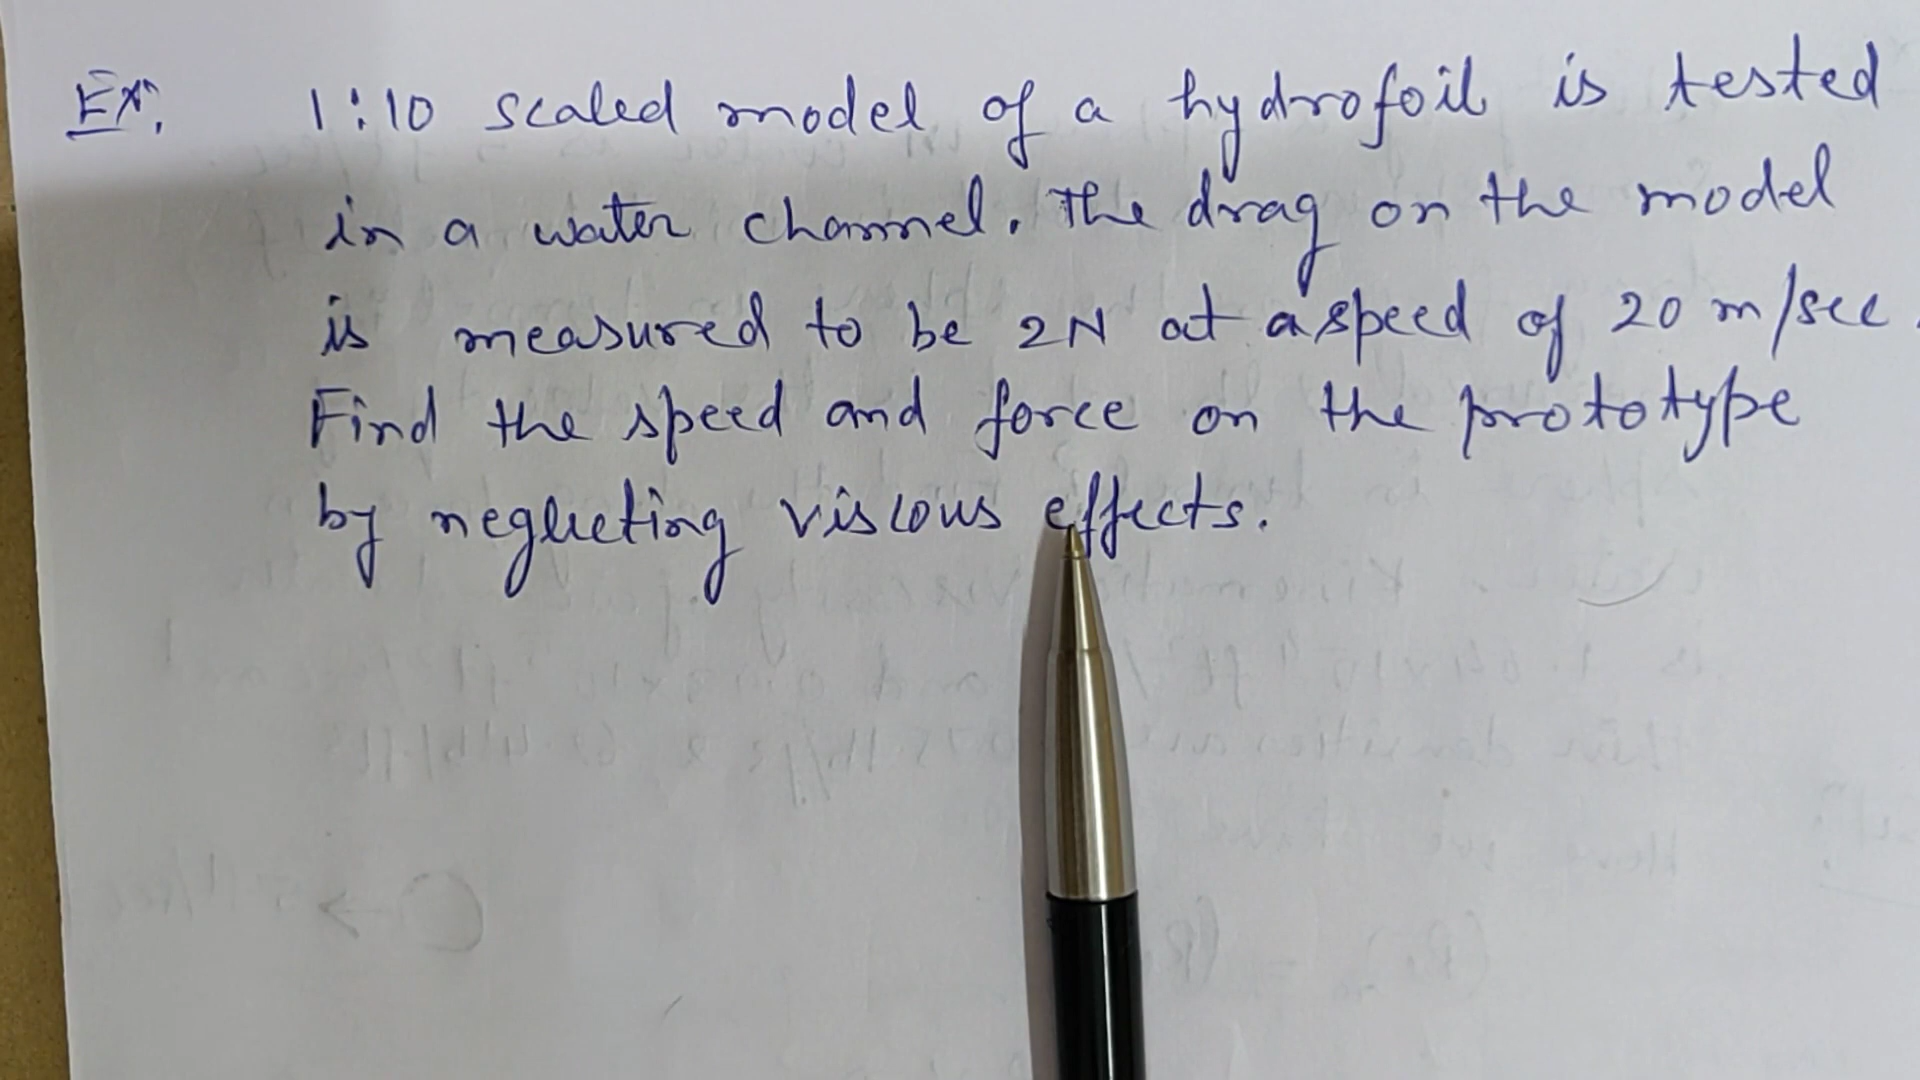 Ex. 1:10 scaled model of a hydrofoil is tested
in a water channel. The drag on the model
is measured to be 2N at a speed of 20 m/sec.
Find the speed and force on the prototype
by neglecting viscous effects.